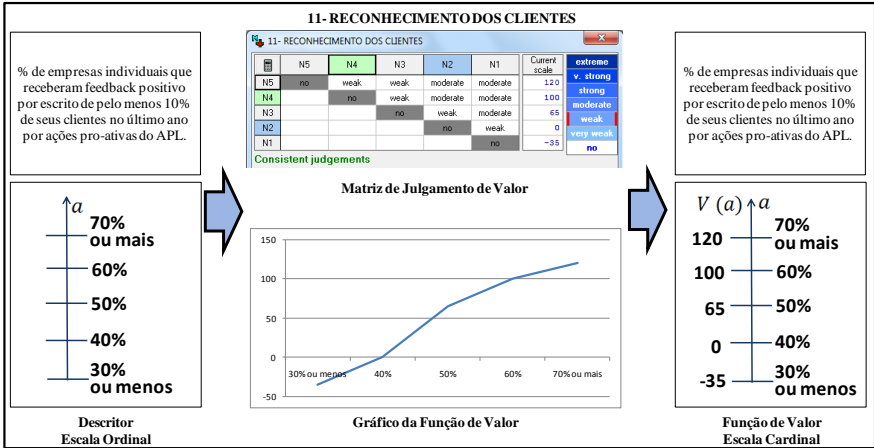 11- RECONHECIMENTO DOS CLIENTES
% de empresas individuais que
receberam feedback positivo
por escrito de pelo menos 10%
de seus clientes no último ano
por ações pro-ativas do APL.
a
70%
ou mais
60%
50%
40%
30%
ou menos
Descritor
Escala Ordinal
11- RECONHECIMENTO DOS CLIENTES
N5 N4 N3 N2 N1 Current scale
N5 no weak weak moderate moderate 120
N4 no weak moderate moderate 100
N3 no weak moderate 65
N2 no weak 0
N1 no -35
extreme
v. strong
strong
moderate
weak
very weak
no
Consistent judgements
Matriz de Julgamento de Valor
150
100
50
0
-50
30% ou menos 40% 50% 60% 70% ou mais
Gráfico da Função de Valor
% de empresas individuais que
receberam feedback positivo
por escrito de pelo menos 10%
de seus clientes no último ano
por ações pro-ativas do APL.
V (a) a
120 70%
ou mais
100 60%
65 50%
0 40%
-35 30%
ou menos
Função de Valor
Escala Cardinal